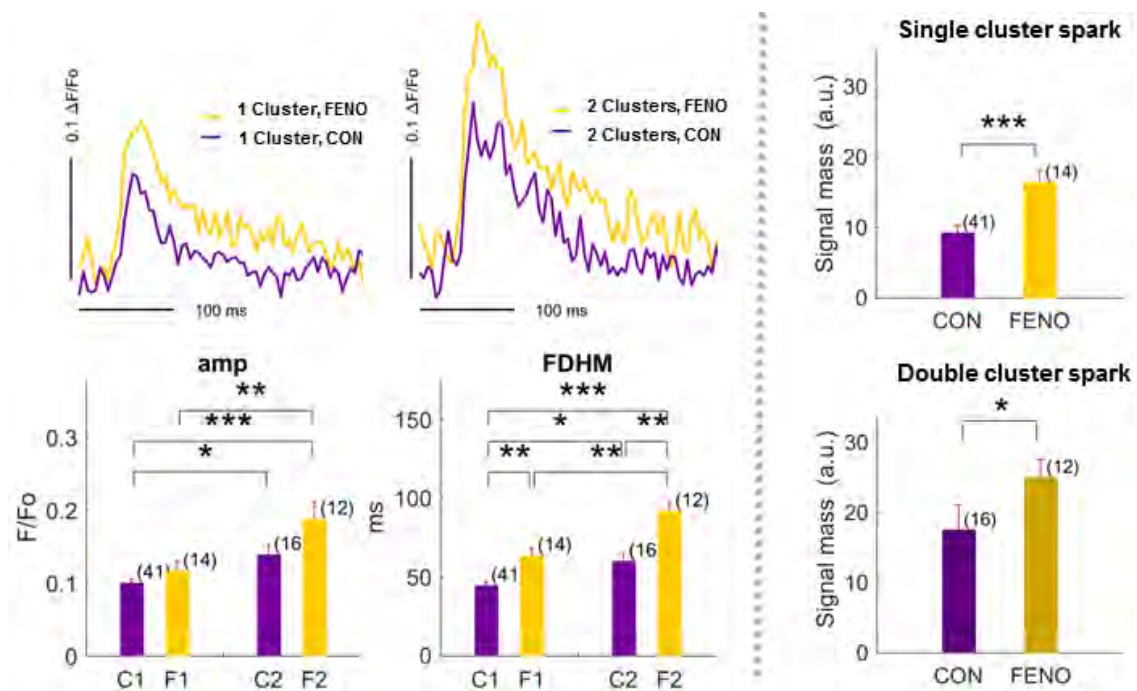 0.1 ΔF/Fo
1 Cluster, FENO
1 Cluster, CON
100 ms
0.1 ΔF/Fo
2 Clusters, FENO
2 Clusters, CON
100 ms
Single cluster spark
Signal mass (a.u.)
30
20
10
0
***
(41)
(14)
CON
FENO
amp
F/Fo
0.3
0.2
0.1
0
**
***
*
(41)
(14)
(16
(12)
C1
F1
C2
F2
FDHM
ms
150
100
50
0
***
*
**
**
**
(41
(14)
(16
(12)
C1
F1
C2
F2
Double cluster spark
Signal mass (a.u.)
30
20
10
0
*
(16)
(12)
CON
FENO